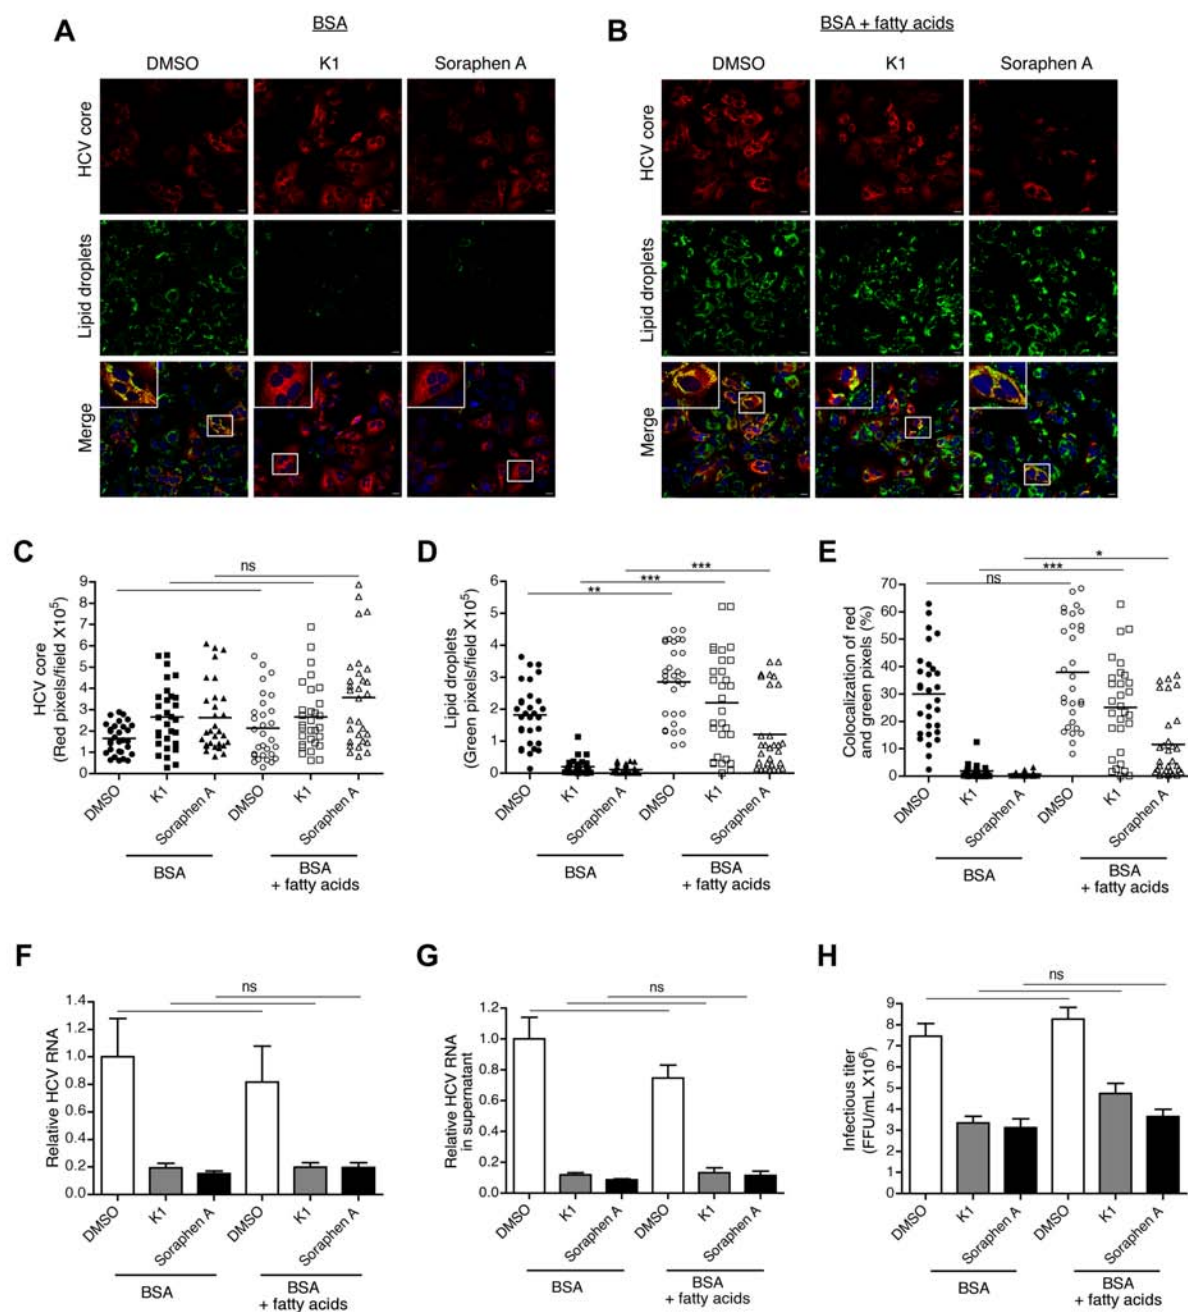 A
BSA
DMSO K1 Soraphen A
HCV core
Lipid droplets
Merge
B
BSA + fatty acids
DMSO K1 Soraphen A
HCV core
Lipid droplets
Merge
C
HCV core
(Red pixels/field X10⁵)
9
8
7
6
5
4
3
2
1
0
ns
DMSO K1 Soraphen A DMSO K1 Soraphen A
BSA BSA
+ fatty acids
D
Lipid droplets
(Green pixels/field X10⁵)
6
5
4
3
2
1
0
***
***
**
DMSO K1 Soraphen A DMSO K1 Soraphen A
BSA BSA
+ fatty acids
E
Colocalization of red
and green pixels (%)
70
60
50
40
30
20
10
0
*
***
ns
DMSO K1 Soraphen A DMSO K1 Soraphen A
BSA BSA
+ fatty acids
F
Relative HCV RNA
1.4
1.2
1.0
0.8
0.6
0.4
0.2
0.0
ns
DMSO K1 Soraphen A DMSO K1 Soraphen A
BSA BSA
+ fatty acids
G
Relative HCV RNA
in supernatant
1.2
1.0
0.8
0.6
0.4
0.2
0.0
ns
DMSO K1 Soraphen A DMSO K1 Soraphen A
BSA BSA
+ fatty acids
H
Infectious titer
(FFU/mL X10⁶)
9
8
7
6
5
4
3
2
1
0
ns
DMSO K1 Soraphen A DMSO K1 Soraphen A
BSA BSA
+ fatty acids